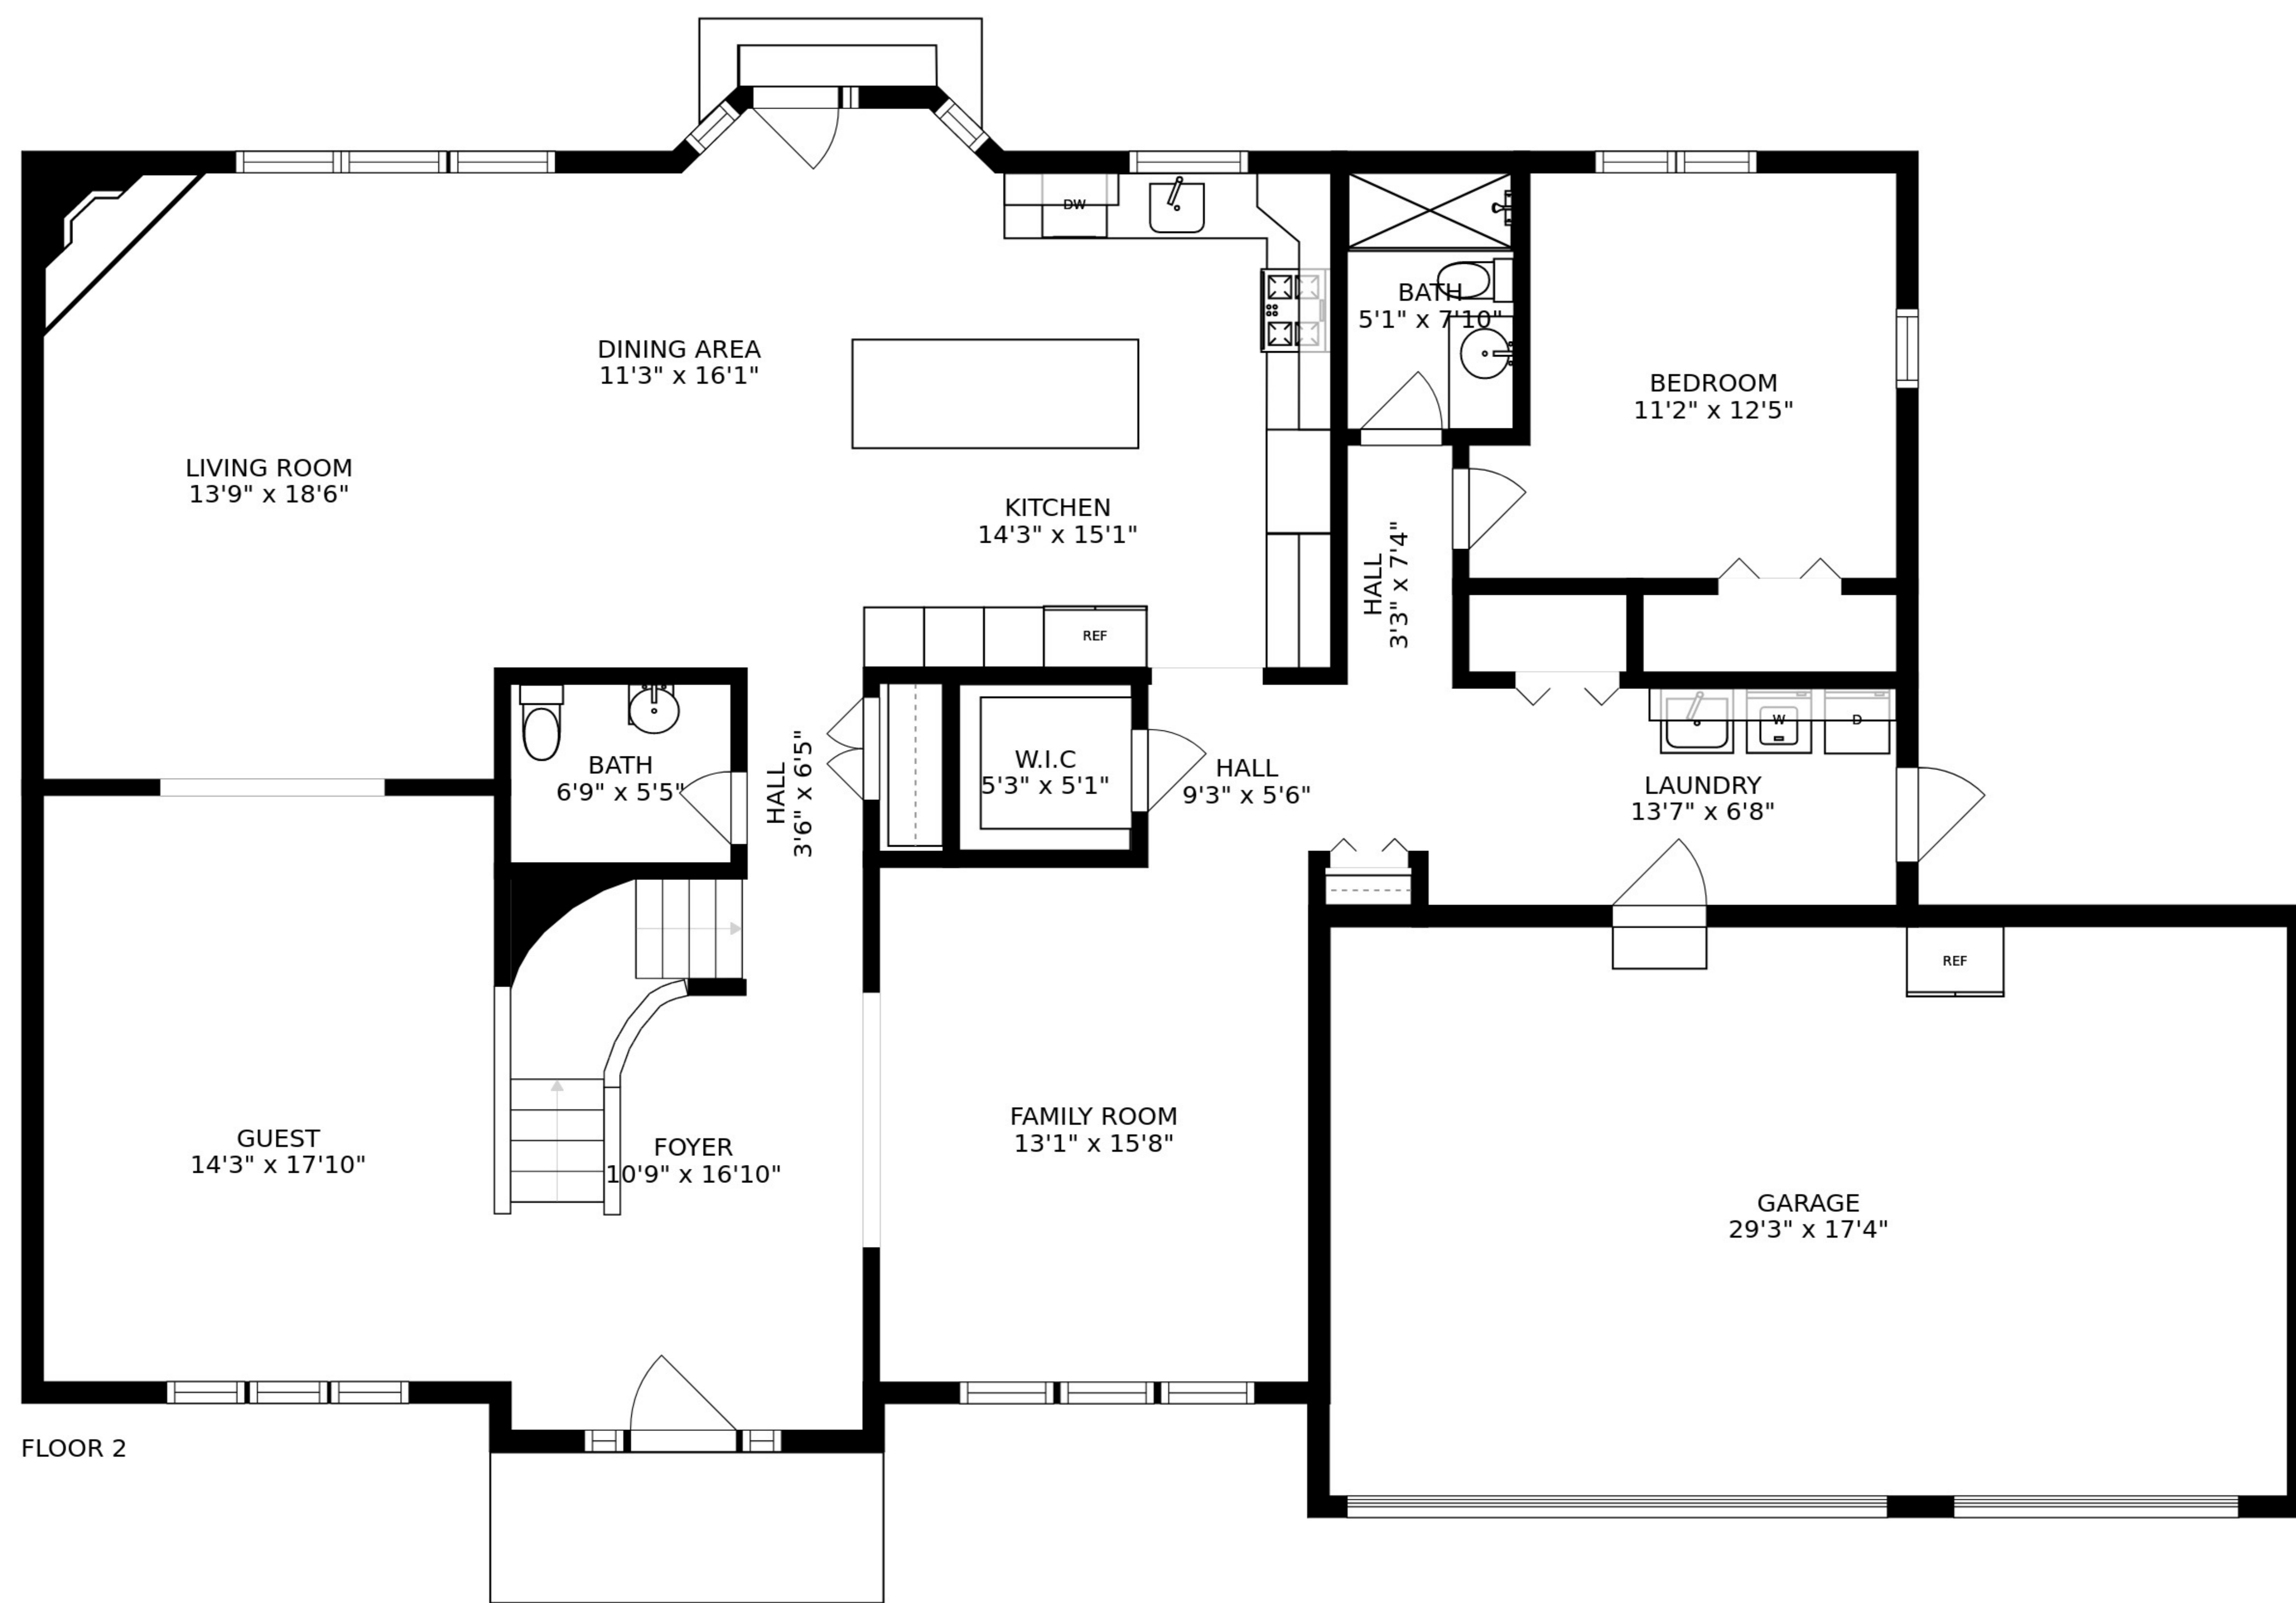 DW
BATH
5'1" x 7'10"
DINING AREA
11'3" x 16'1"
BEDROOM
11'2" x 12'5"
LIVING ROOM
13'9" x 18'6"
KITCHEN
14'3" x 15'1"
HALL
3'3" x 7'4"
REF
W
D
BATH
6'9" x 5'5"
HALL
3'6" x 6'5"
W.I.C
5'3" x 5'1"
HALL
9'3" x 5'6"
LAUNDRY
13'7" x 6'8"
REF
GUEST
14'3" x 17'10"
FOYER
10'9" x 16'10"
FAMILY ROOM
13'1" x 15'8"
GARAGE
29'3" x 17'4"
FLOOR 2